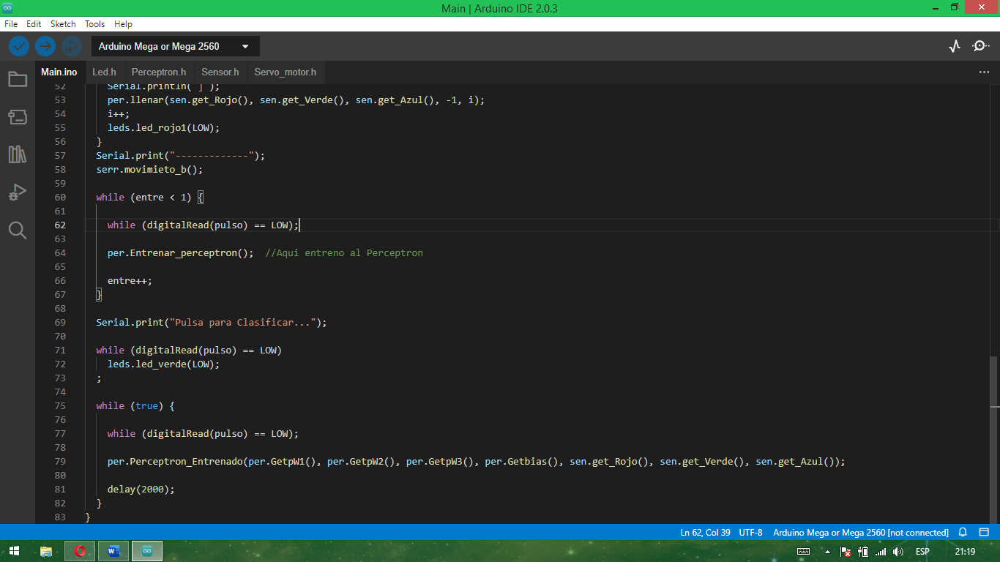 Main | Arduino IDE 2.0.3
File Edit Sketch Tools Help
Arduino Mega or Mega 2560
Main.ino Led.h Perceptron.h Sensor.h Servo_motor.h
52 Serial.println("]");
53 per.llenar(sen.get_Rojo(), sen.get_Verde(), sen.get_Azul(), -1, i);
54 i++;
55 leds.led_rojo1(LOW);
56 }
57 Serial.print("-------------");
58 serr.movimieto_b();
59
60 while (entre < 1) {
61
62 while (digitalRead(pulso) == LOW);
63
64 per.Entrenar_perceptron(); //Aqui entreno al Perceptron
65
66 entre++;
67 }
68
69 Serial.print("Pulsa para Clasificar...");
70
71 while (digitalRead(pulso) == LOW)
72 leds.led_verde(LOW);
73 ;
74
75 while (true) {
76
77 while (digitalRead(pulso) == LOW);
78
79 per.Perceptron_Entrenado(per.GetpW1(), per.GetpW2(), per.GetpW3(), per.Getbias(), sen.get_Rojo(), sen.get_Verde(), sen.get_Azul());
80
81 delay(2000);
82 }
83 }
Ln 62, Col 39 UTF-8 Arduino Mega or Mega 2560 [not connected]
ESP 21:19